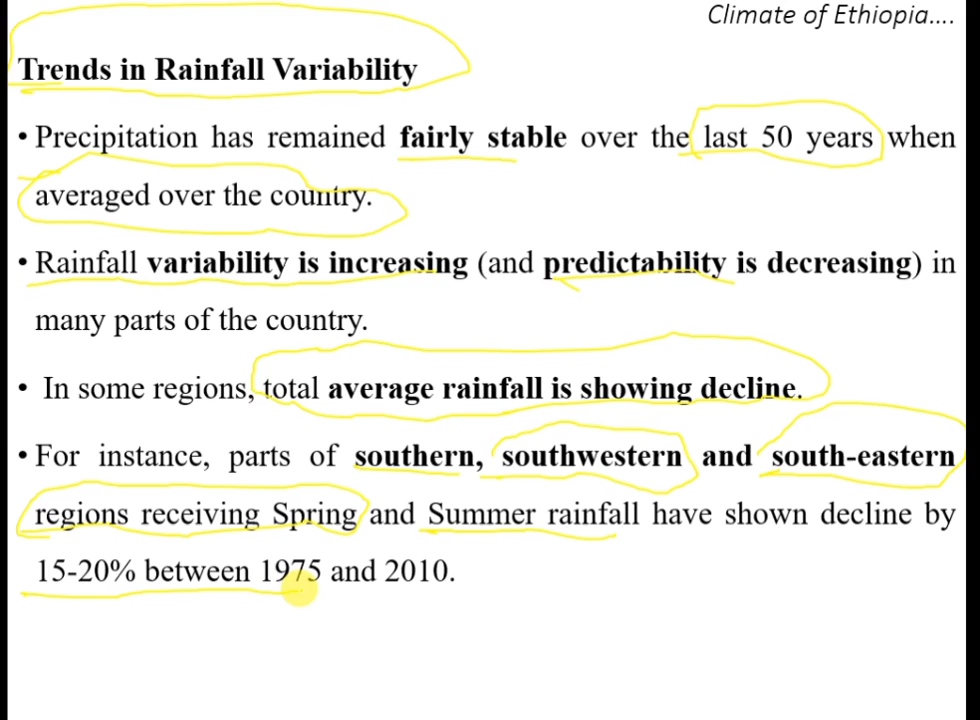 Climate of Ethiopia....
Trends in Rainfall Variability
• Precipitation has remained fairly stable over the last 50 years when
averaged over the country.
• Rainfall variability is increasing (and predictability is decreasing) in
many parts of the country.
• In some regions, total average rainfall is showing decline.
• For instance, parts of southern, southwestern and south-eastern
regions receiving Spring and Summer rainfall have shown decline by
15-20% between 1975 and 2010.